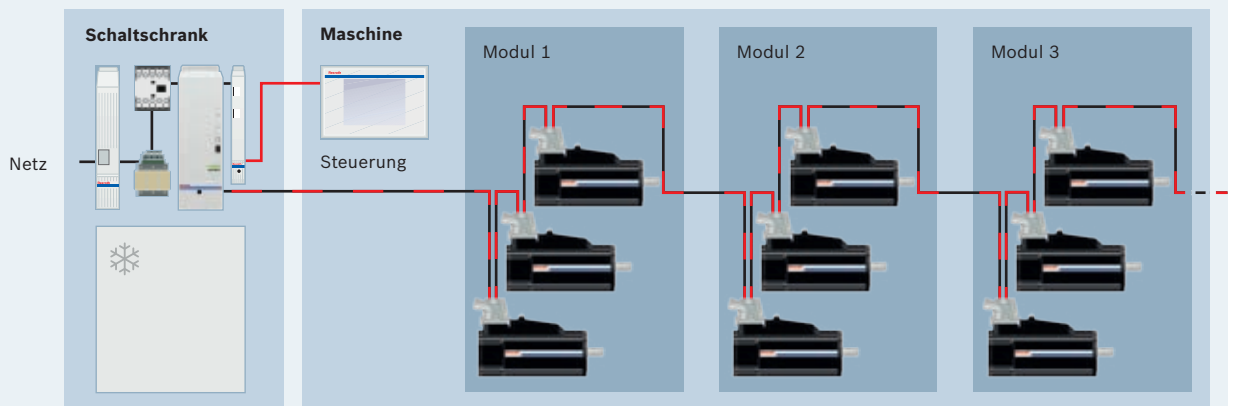 Schaltschrank
Maschine
Modul 1
Modul 2
Modul 3
Netz
Steuerung